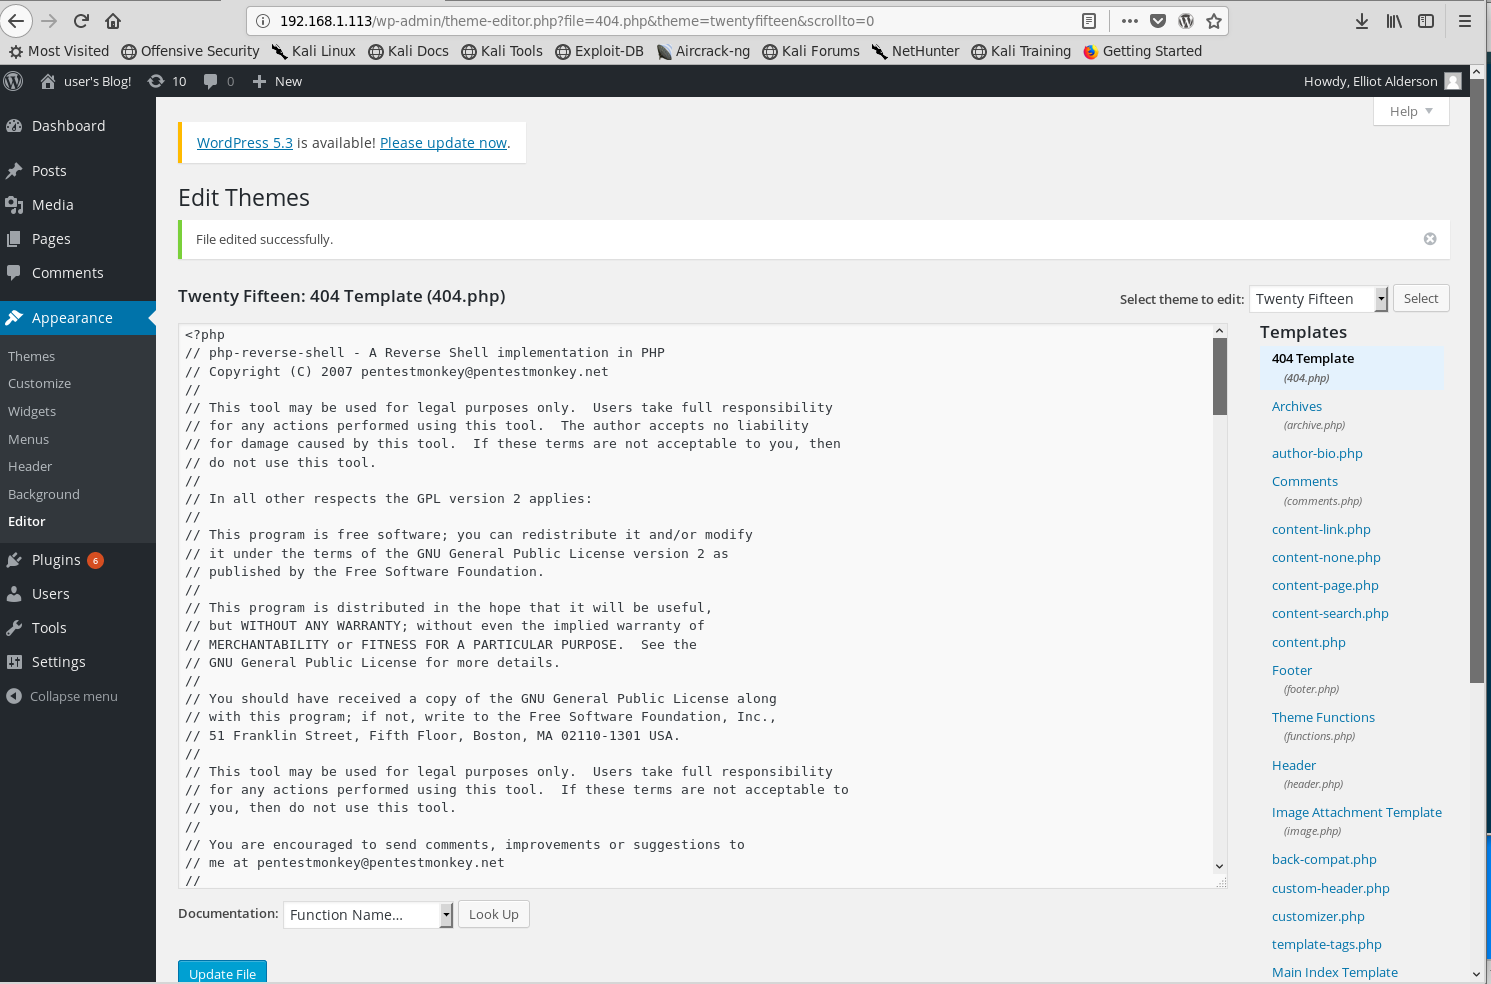 192.168.1.113/wp-admin/theme-editor.php?file=404.php&theme=twentyfifteen&scrollto=0
Most Visited Offensive Security Kali Linux Kali Docs Kali Tools Exploit-DB Aircrack-ng Kali Forums NetHunter Kali Training Getting Started
user's Blog! 10 0 New Howdy, Elliot Alderson
Help
Dashboard
Posts
Media
Pages
Comments
Appearance
Themes
Customize
Widgets
Menus
Header
Background
Editor
Plugins 6
Users
Tools
Settings
Collapse menu
WordPress 5.3 is available! Please update now.
Edit Themes
File edited successfully.
Twenty Fifteen: 404 Template (404.php)
Select theme to edit: Twenty Fifteen Select
<?php
// php-reverse-shell - A Reverse Shell implementation in PHP
// Copyright (C) 2007 pentestmonkey@pentestmonkey.net
//
// This tool may be used for legal purposes only.  Users take full responsibility
// for any actions performed using this tool.  The author accepts no liability
// for damage caused by this tool.  If these terms are not acceptable to you, then
// do not use this tool.
//
// In all other respects the GPL version 2 applies:
//
// This program is free software; you can redistribute it and/or modify
// it under the terms of the GNU General Public License version 2 as
// published by the Free Software Foundation.
//
// This program is distributed in the hope that it will be useful,
// but WITHOUT ANY WARRANTY; without even the implied warranty of
// MERCHANTABILITY or FITNESS FOR A PARTICULAR PURPOSE.  See the
// GNU General Public License for more details.
//
// You should have received a copy of the GNU General Public License along
// with this program; if not, write to the Free Software Foundation, Inc.,
// 51 Franklin Street, Fifth Floor, Boston, MA 02110-1301 USA.
//
// This tool may be used for legal purposes only.  Users take full responsibility
// for any actions performed using this tool.  If these terms are not acceptable to
// you, then do not use this tool.
//
// You are encouraged to send comments, improvements or suggestions to
// me at pentestmonkey@pentestmonkey.net
//
Documentation: Function Name... Look Up
Update File
Templates
404 Template
(404.php)
Archives
(archive.php)
author-bio.php
Comments
(comments.php)
content-link.php
content-none.php
content-page.php
content-search.php
content.php
Footer
(footer.php)
Theme Functions
(functions.php)
Header
(header.php)
Image Attachment Template
(image.php)
back-compat.php
custom-header.php
customizer.php
template-tags.php
Main Index Template